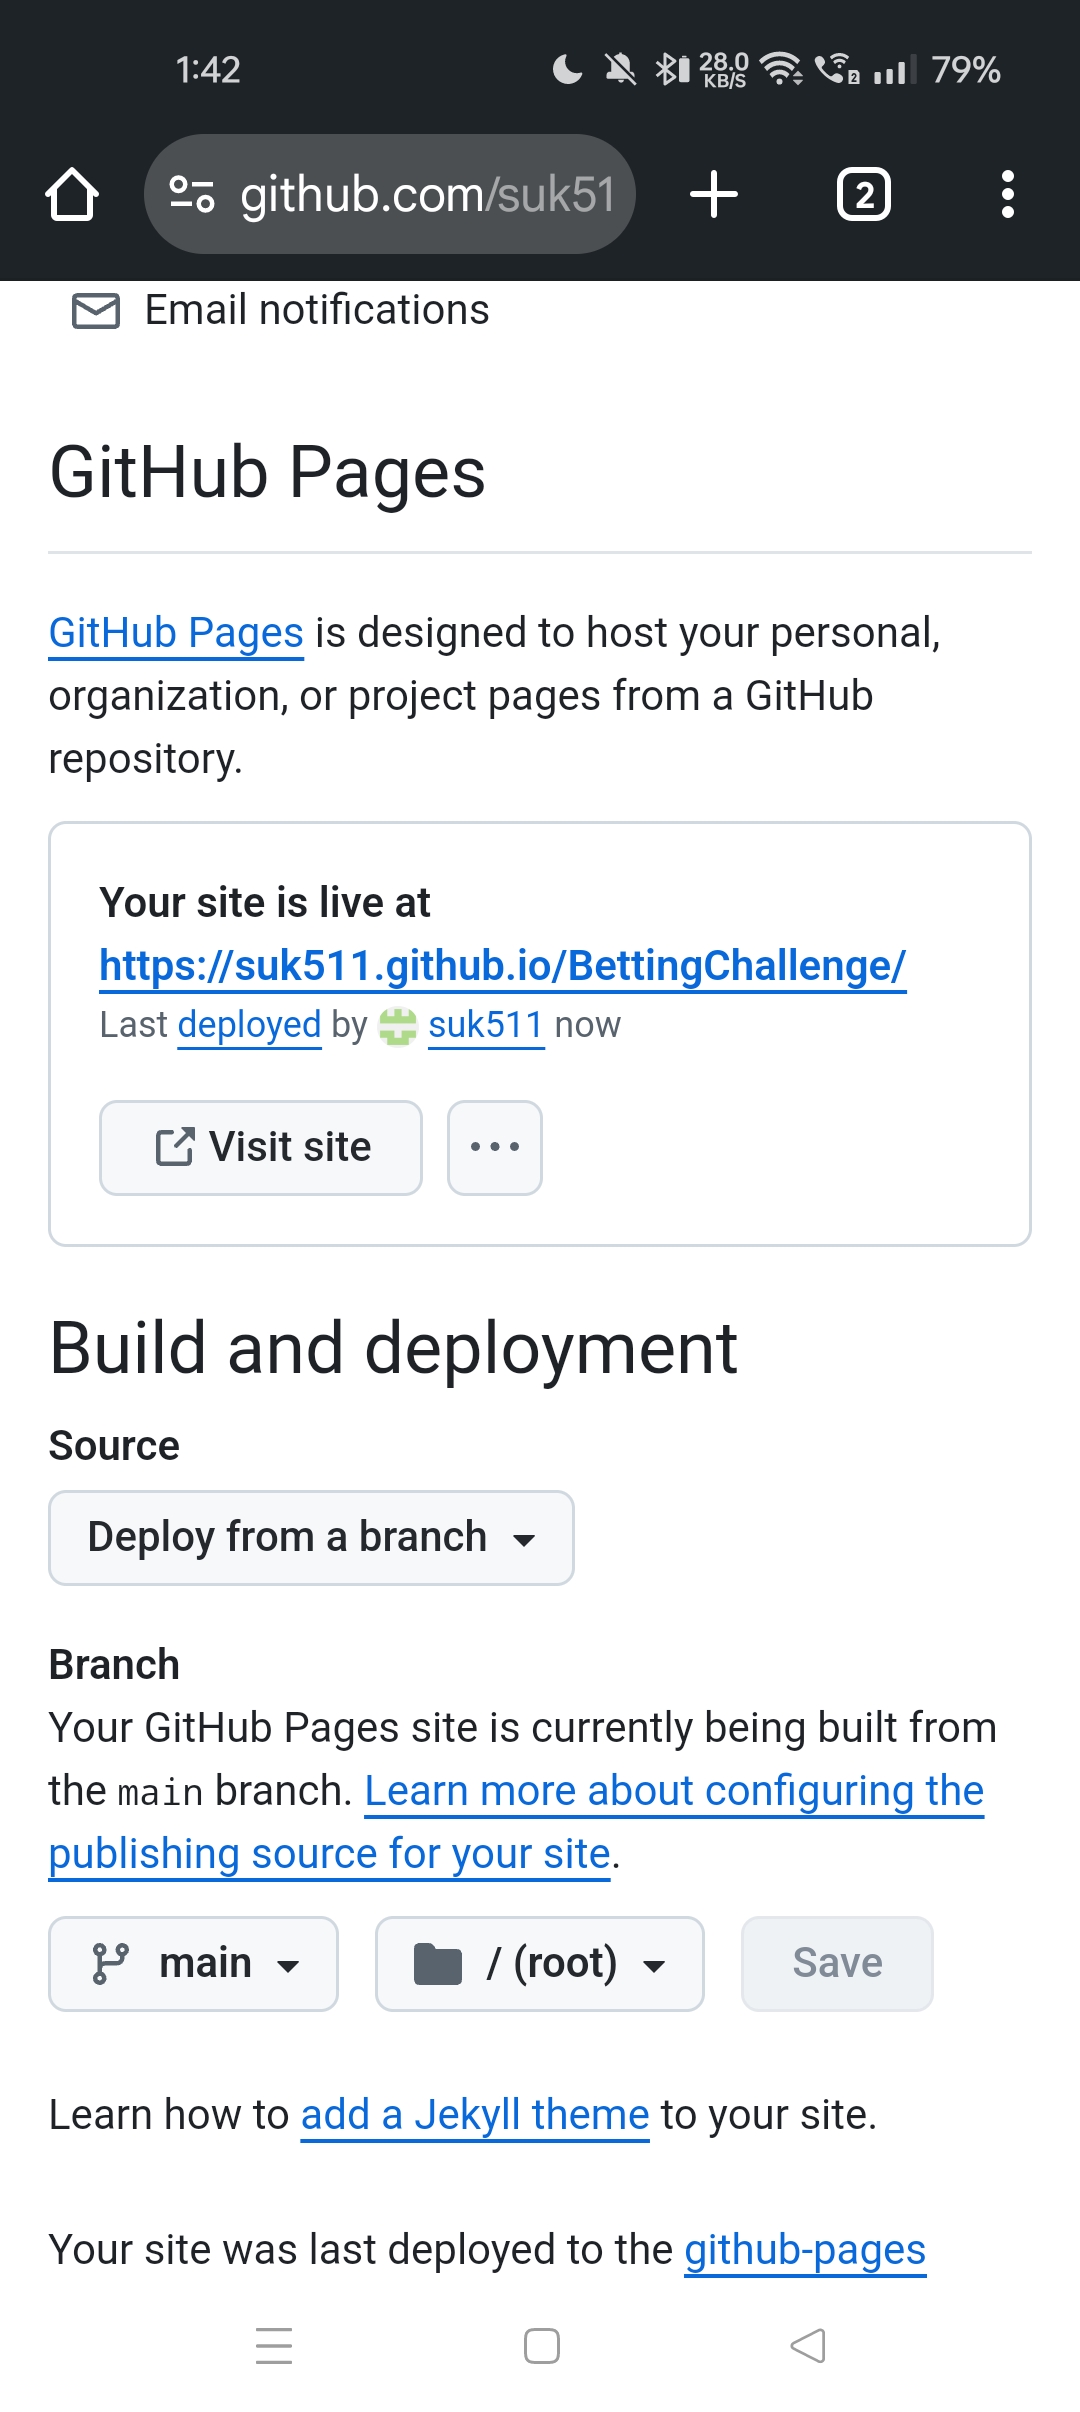 1:42
28.0
KB/S
2
79%
github.com/suk51
2
Email notifications
GitHub Pages
GitHub Pages is designed to host your personal,
organization, or project pages from a GitHub
repository.
Your site is live at
https://suk511.github.io/BettingChallenge/
Last deployed by suk511 now
Visit site
Build and deployment
Source
Deploy from a branch
Branch
Your GitHub Pages site is currently being built from
the main branch. Learn more about configuring the
publishing source for your site.
main
/ (root)
Save
Learn how to add a Jekyll theme to your site.
Your site was last deployed to the github-pages